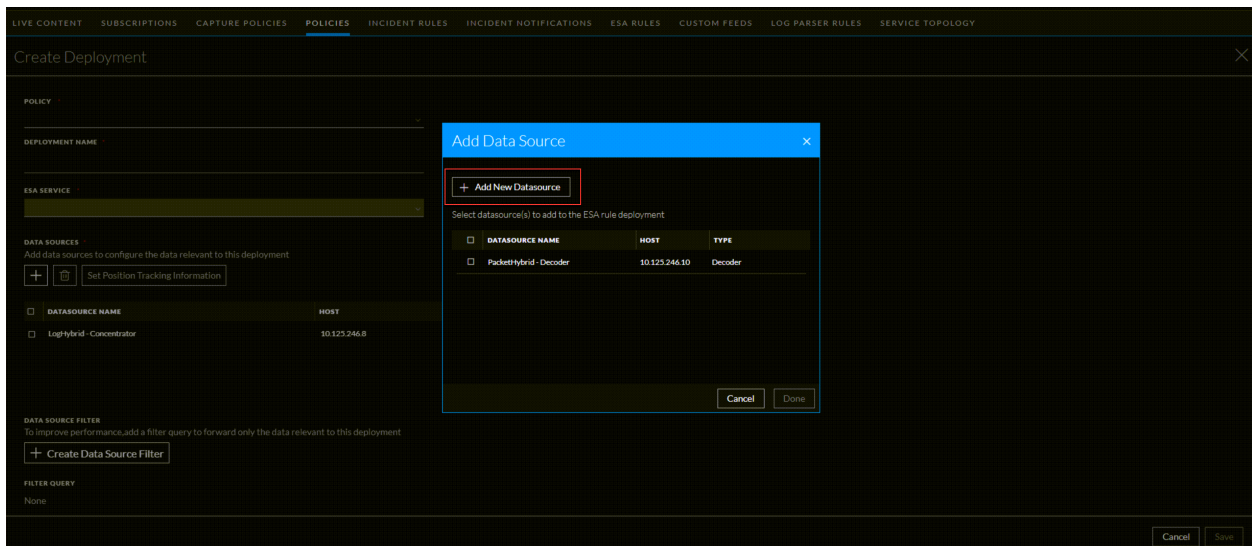 LIVE CONTENT SUBSCRIPTIONS CAPTURE POLICIES POLICIES INCIDENT RULES INCIDENT NOTIFICATIONS ESA RULES CUSTOM FEEDS LOG PARSER RULES SERVICE TOPOLOGY
Create Deployment
POLICY
DEPLOYMENT NAME
ESA SERVICE
DATA SOURCES
Add data sources to configure the data relevant to this deployment
Set Position Tracking Information
DATASOURCE NAME HOST
LogHybrid - Concentrator 10.125.246.8
DATA SOURCE FILTER
To improve performance,add a filter query to forward only the data relevant to this deployment
+ Create Data Source Filter
FILTER QUERY
None
Add Data Source
+ Add New Datasource
Select datasource(s) to add to the ESA rule deployment
DATASOURCE NAME HOST TYPE
PacketHybrid - Decoder 10.125.246.10 Decoder
Cancel Done
Cancel Save